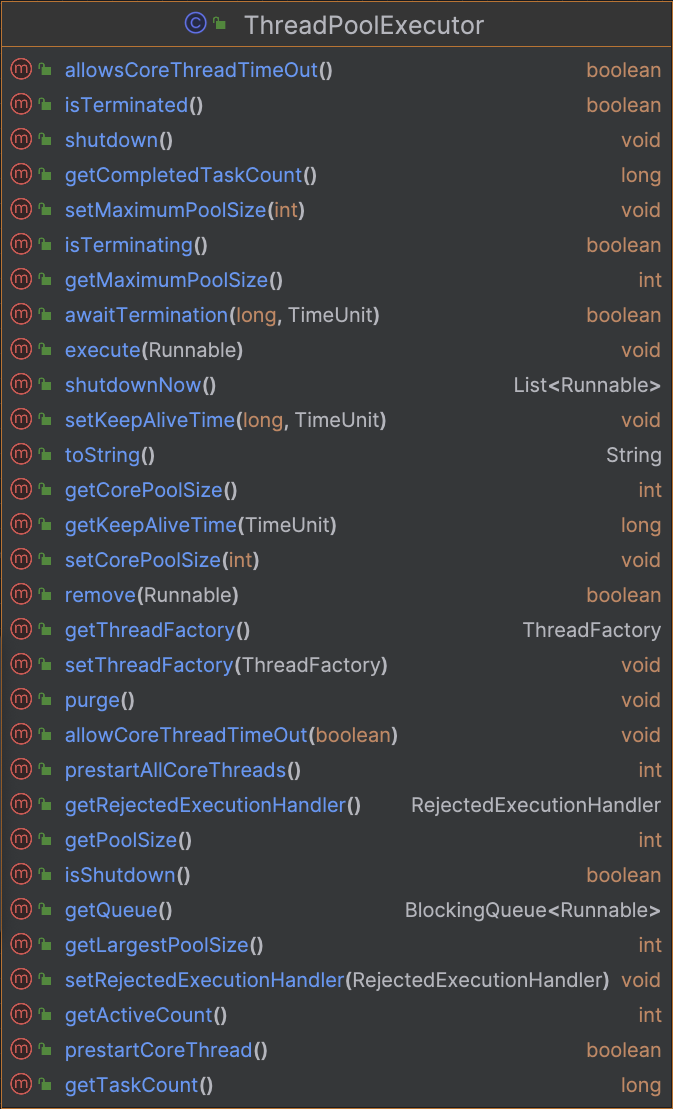 ThreadPoolExecutor
allowsCoreThreadTimeOut() boolean
isTerminated() boolean
shutdown() void
getCompletedTaskCount() long
setMaximumPoolSize(int) void
isTerminating() boolean
getMaximumPoolSize() int
awaitTermination(long, TimeUnit) boolean
execute(Runnable) void
shutdownNow() List<Runnable>
setKeepAliveTime(long, TimeUnit) void
toString() String
getCorePoolSize() int
getKeepAliveTime(TimeUnit) long
setCorePoolSize(int) void
remove(Runnable) boolean
getThreadFactory() ThreadFactory
setThreadFactory(ThreadFactory) void
purge() void
allowCoreThreadTimeOut(boolean) void
prestartAllCoreThreads() int
getRejectedExecutionHandler() RejectedExecutionHandler
getPoolSize() int
isShutdown() boolean
getQueue() BlockingQueue<Runnable>
getLargestPoolSize() int
setRejectedExecutionHandler(RejectedExecutionHandler) void
getActiveCount() int
prestartCoreThread() boolean
getTaskCount() long